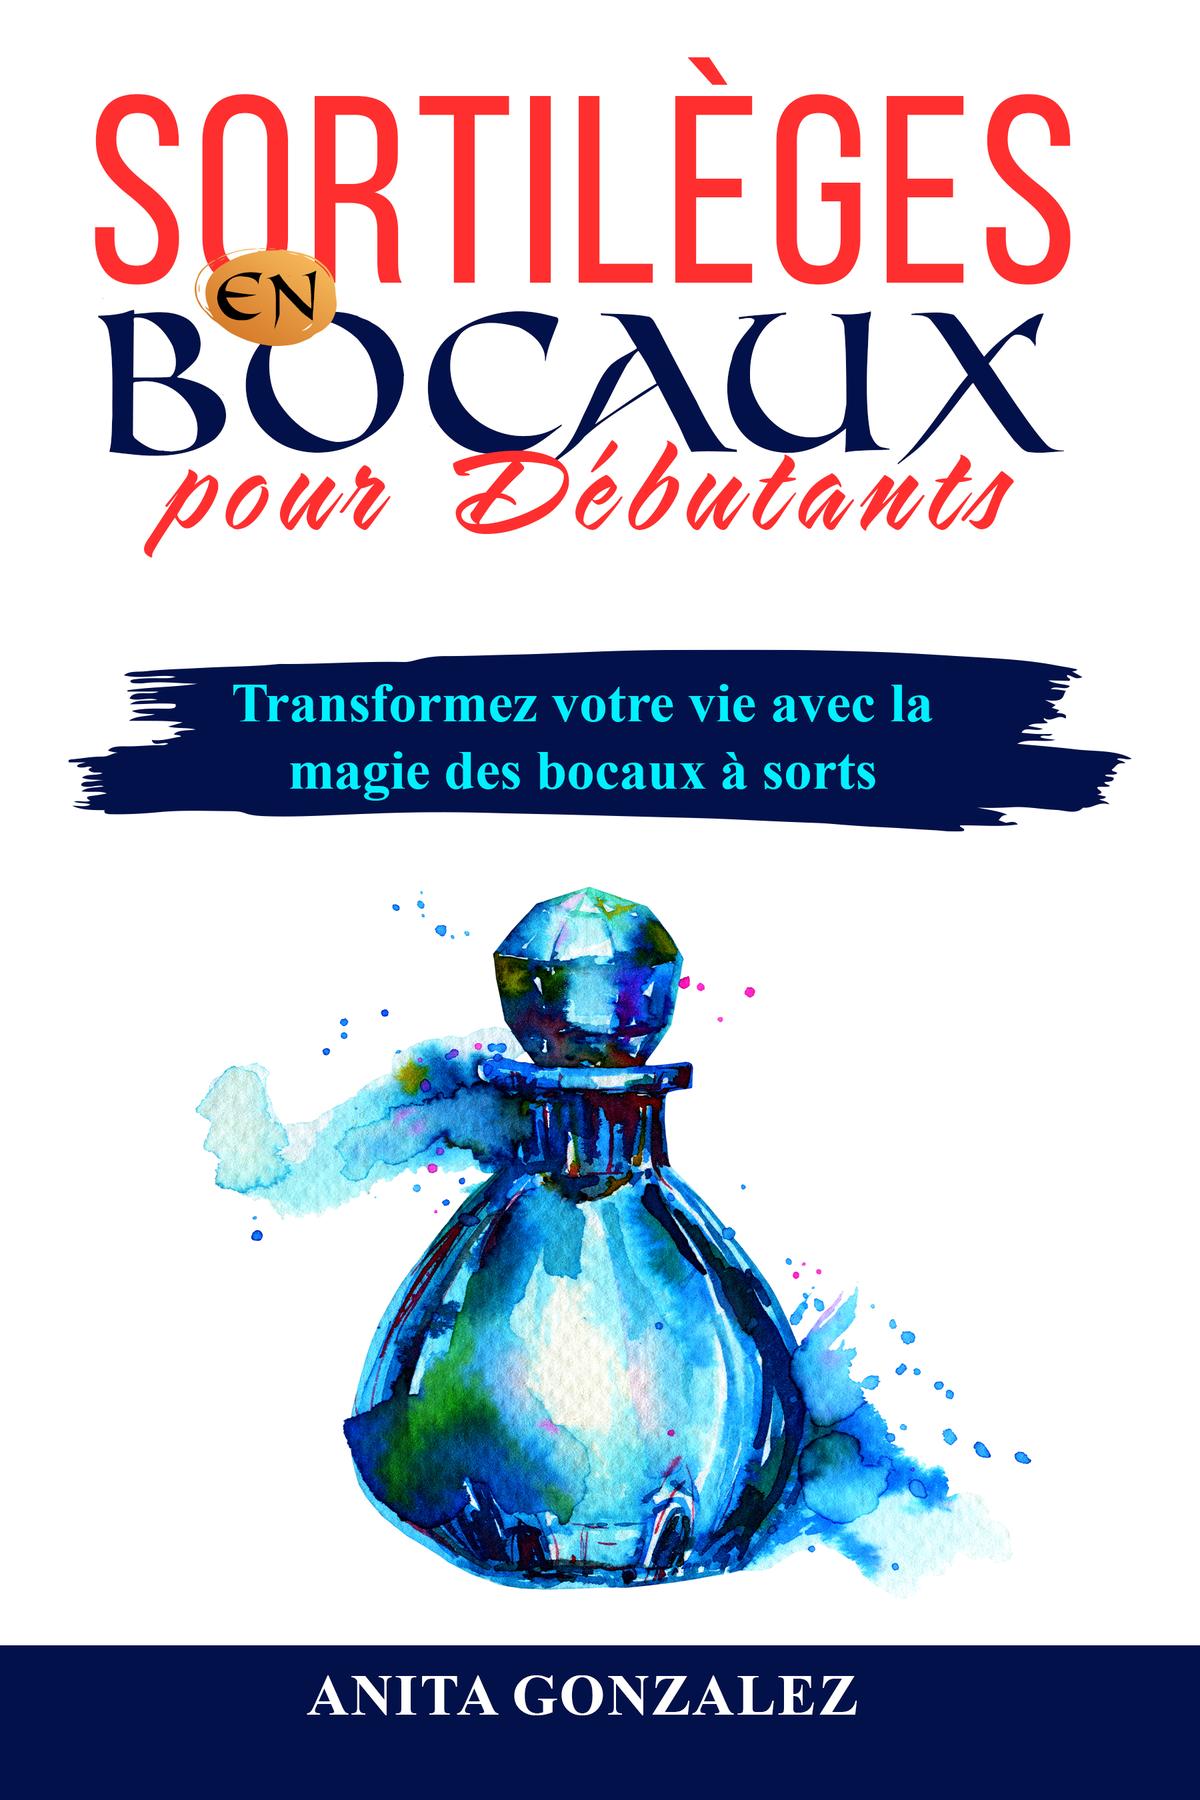 SORTILÈGES
EN
BOCAUX
pour Débutants
Transformez votre vie avec la
magie des bocaux à sorts
ANITA GONZALEZ